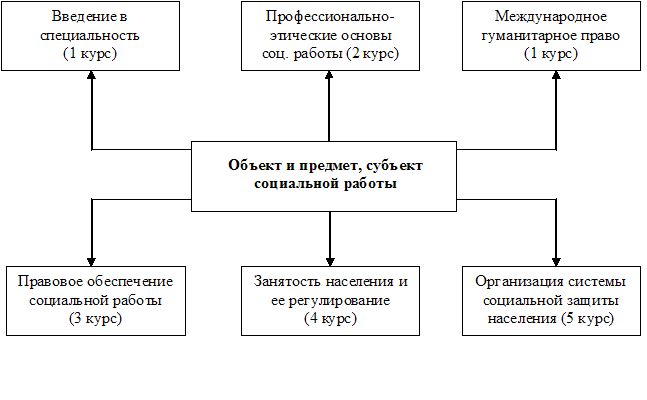 Введение в
специальность
(1 курс)
Профессионально-
этические основы
соц. работы (2 курс)
Международное
гуманитарное право
(1 курс)
Объект и предмет, субъект
социальной работы
Правовое обеспечение
социальной работы
(3 курс)
Занятость населения и
ее регулирование
(4 курс)
Организация системы
социальной защиты
населения (5 курс)